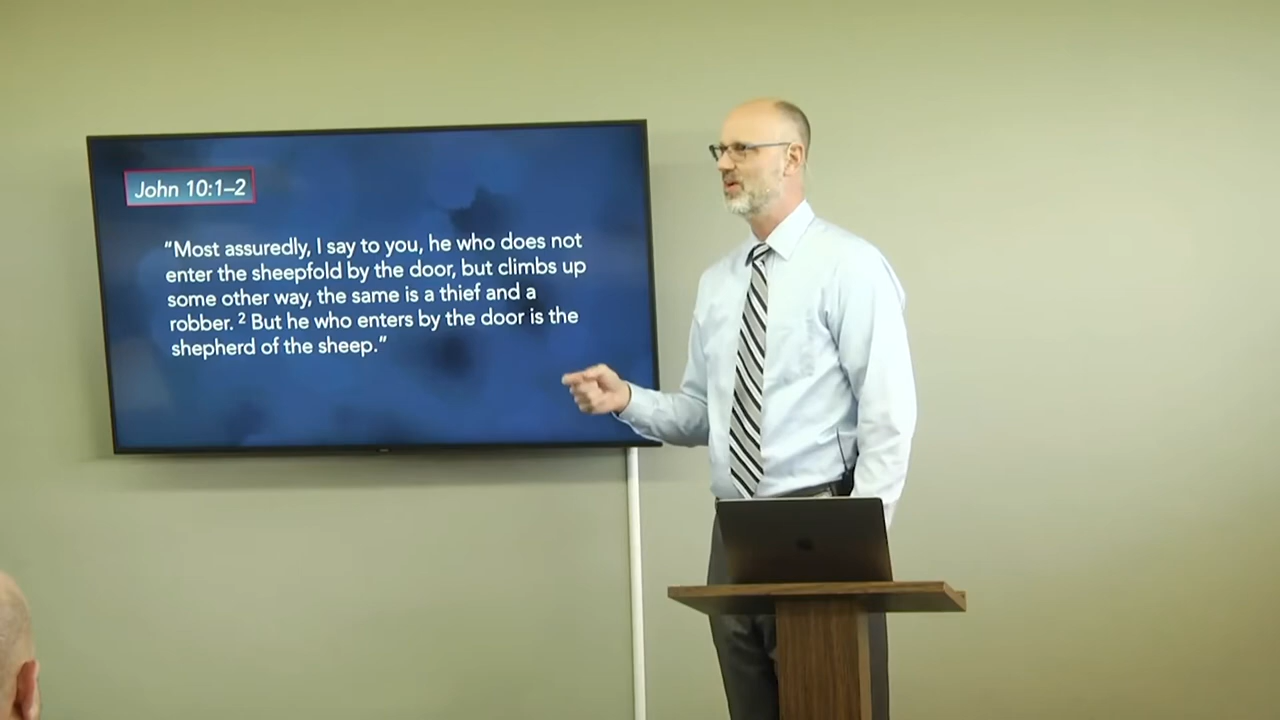 John 10:1–2
“Most assuredly, I say to you, he who does not
enter the sheepfold by the door, but climbs up
some other way, the same is a thief and a
robber. ² But he who enters by the door is the
shepherd of the sheep.”